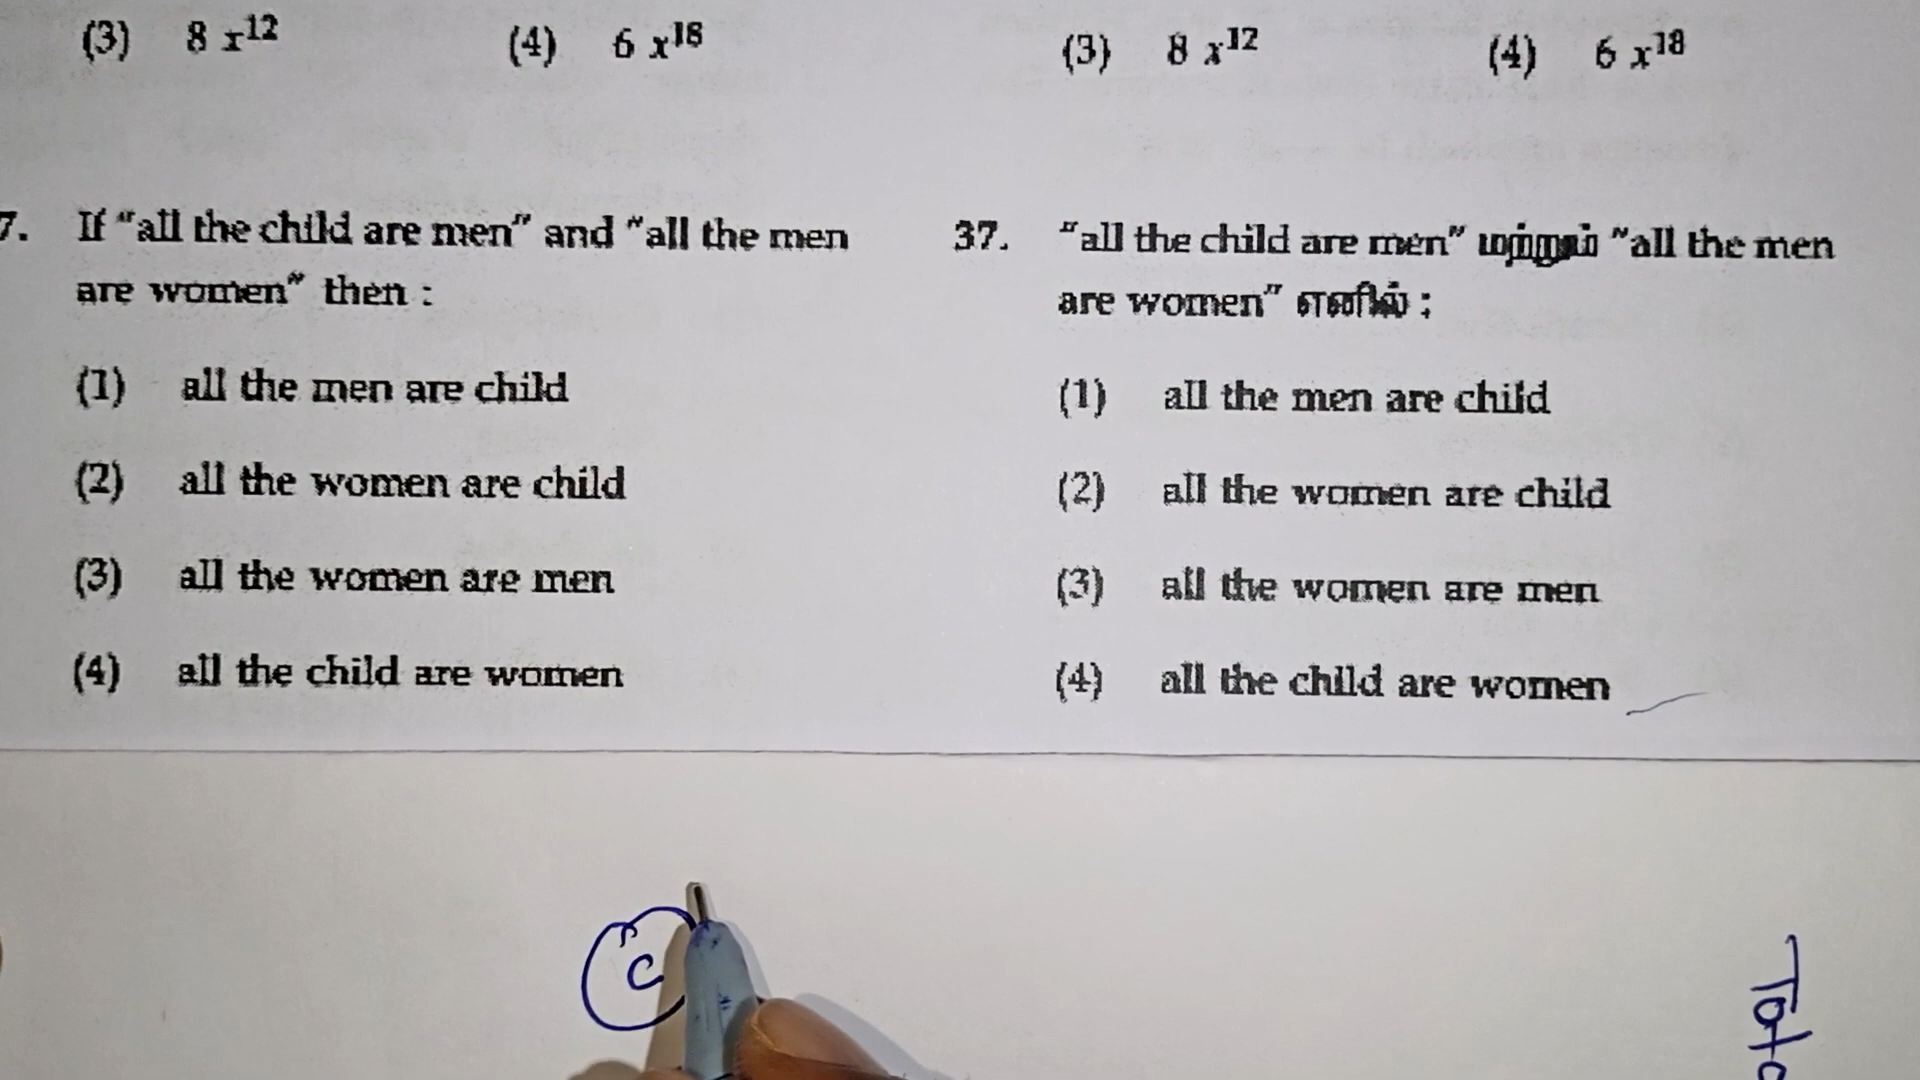 (3) 8 x¹² (4) 6 x¹⁸
7. If "all the child are men" and "all the men
are women" then :
(1) all the men are child
(2) all the women are child
(3) all the women are men
(4) all the child are women
(3) 8 x¹² (4) 6 x¹⁸
37. "all the child are men" மற்றும் "all the men
are women" எனில் :
(1) all the men are child
(2) all the women are child
(3) all the women are men
(4) all the child are women
C